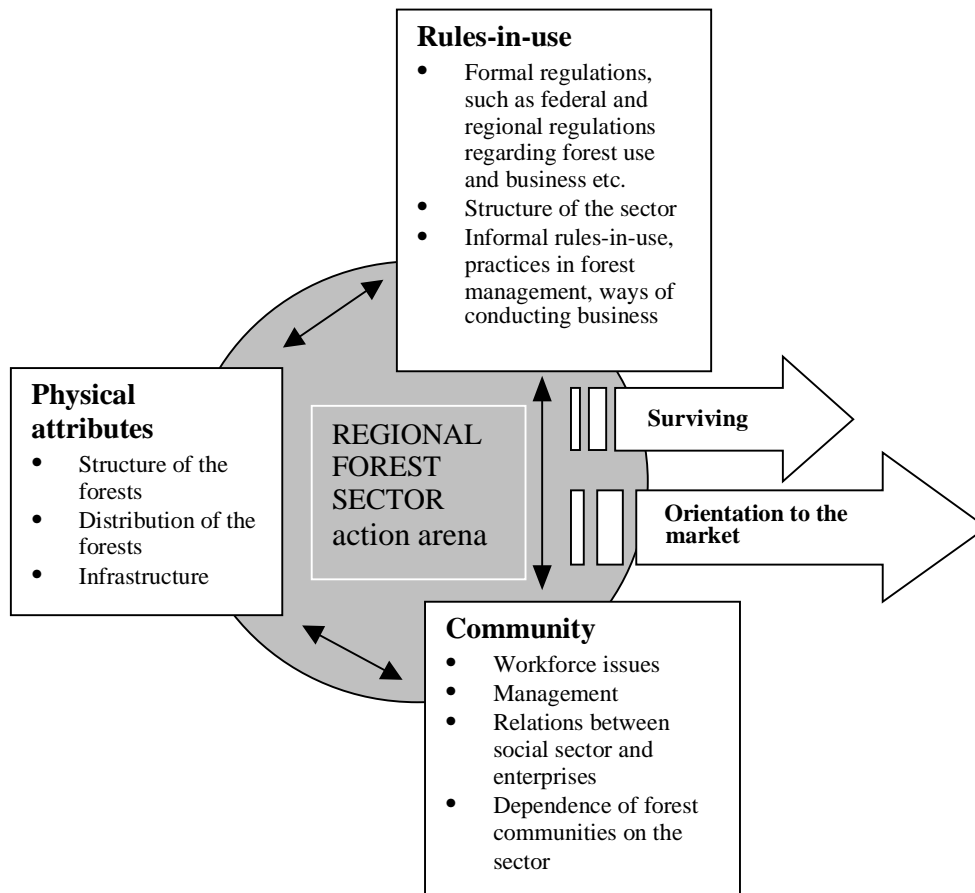 Rules-in-use
• Formal regulations,
such as federal and
regional regulations
regarding forest use
and business etc.
• Structure of the sector
• Informal rules-in-use,
practices in forest
management, ways of
conducting business
Physical
attributes
• Structure of the
forests
• Distribution of the
forests
• Infrastructure
REGIONAL
FOREST
SECTOR
action arena
Surviving
Orientation to the
market
Community
• Workforce issues
• Management
• Relations between
social sector and
enterprises
• Dependence of forest
communities on the
sector